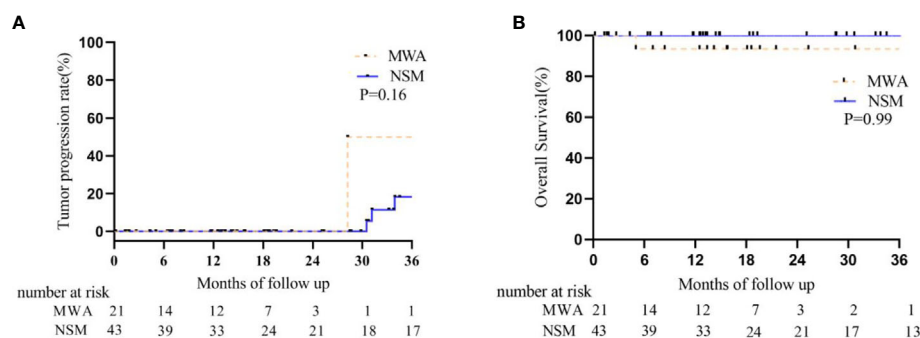 A
Tumor progression rate(%)
100
80
60
40
20
0
MWA
NSM
P=0.16
0 6 12 18 24 30 36
Months of follow up
number at risk
MWA 21 14 12 7 3 1 1
NSM 43 39 33 24 21 18 17
B
Overall Survival(%)
100
80
60
40
20
0
MWA
NSM
P=0.99
0 6 12 18 24 30 36
Months of follow up
number at risk
MWA 21 14 12 7 3 2 1
NSM 43 39 33 24 21 17 13